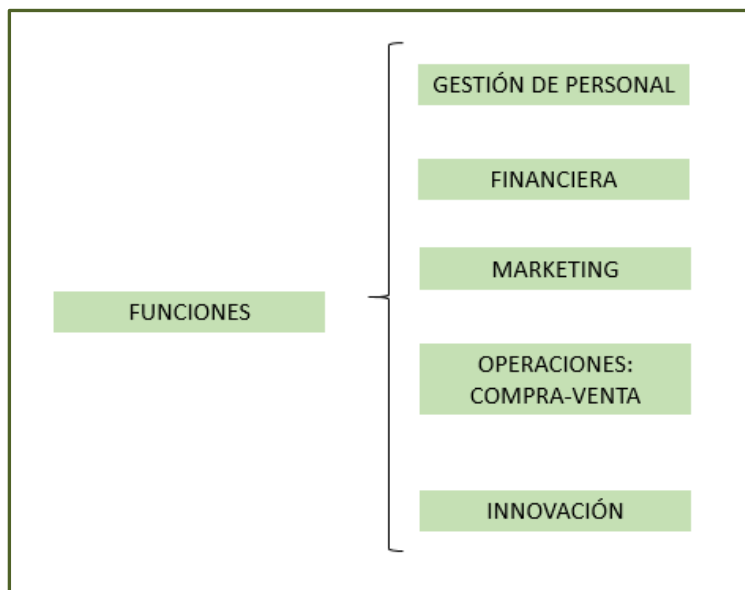 GESTIÓN DE PERSONAL
FINANCIERA
MARKETING
FUNCIONES
OPERACIONES:
COMPRA-VENTA
INNOVACIÓN